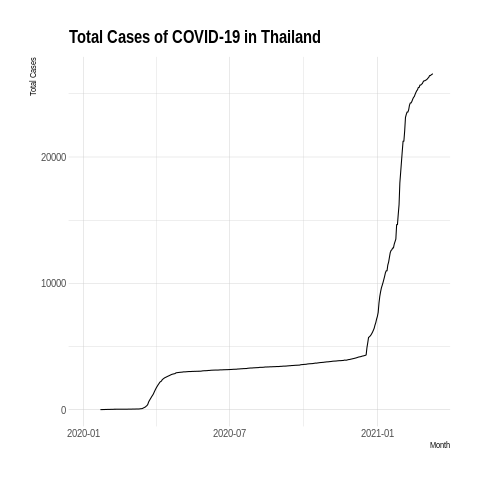 Total Cases of COVID-19 in Thailand
Total Cases
20000
10000
0
2020-01 2020-07 2021-01
Month